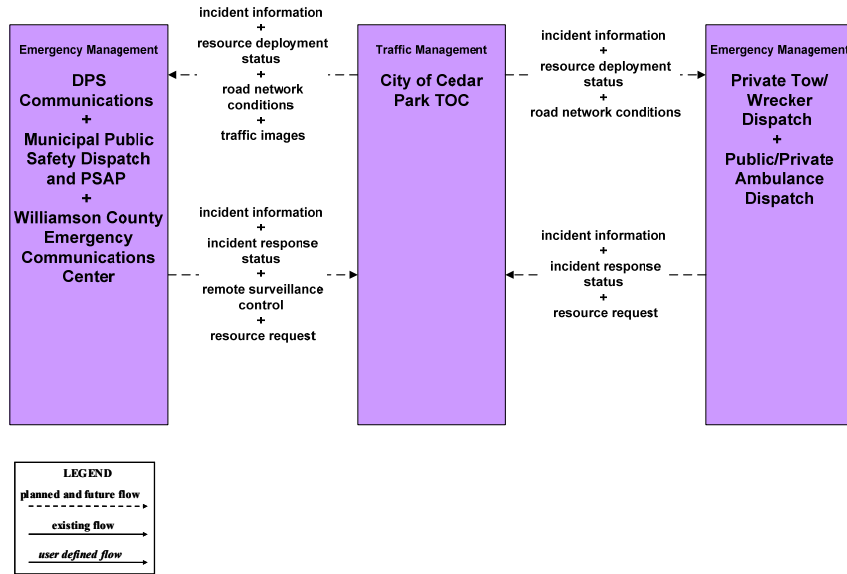 Emergency Management
DPS
Communications
+
Municipal Public
Safety Dispatch
and PSAP
+
Williamson County
Emergency
Communications
Center
incident information
+
resource deployment
status
+
road network
conditions
+
traffic images
incident information
+
incident response
status
+
remote surveillance
control
+
resource request
Traffic Management
City of Cedar
Park TOC
incident information
+
resource deployment
status
+
road network conditions
incident information
+
incident response
status
+
resource request
Emergency Management
Private Tow/
Wrecker
Dispatch
+
Public/Private
Ambulance
Dispatch
LEGEND
planned and future flow
existing flow
user defined flow